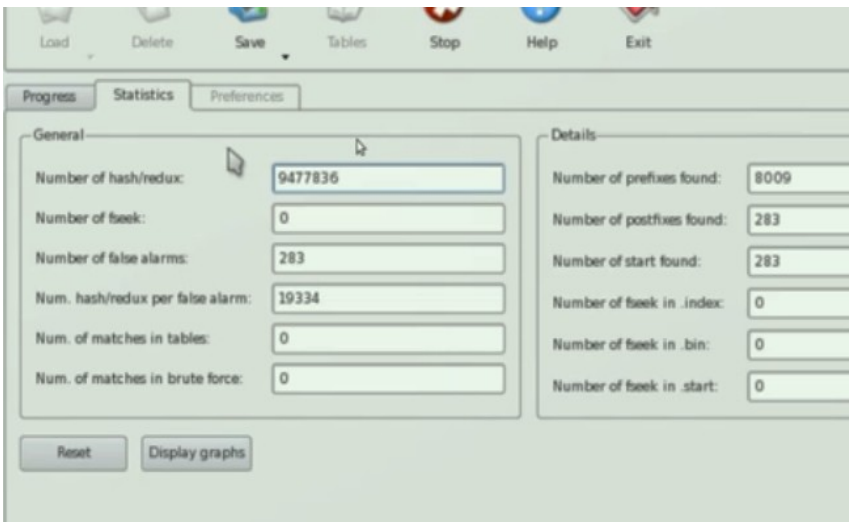 Load Delete Save Tables Stop Help Exit
Progress Statistics Preferences
General
Number of hash/redux: 9477836
Number of fseek: 0
Number of false alarms: 283
Num. hash/redux per false alarm: 19334
Num. of matches in tables: 0
Num. of matches in brute force: 0
Details
Number of prefixes found: 8009
Number of postfixes found: 283
Number of start found: 283
Number of fseek in .index: 0
Number of fseek in .bin: 0
Number of fseek in .start: 0
Reset Display graphs